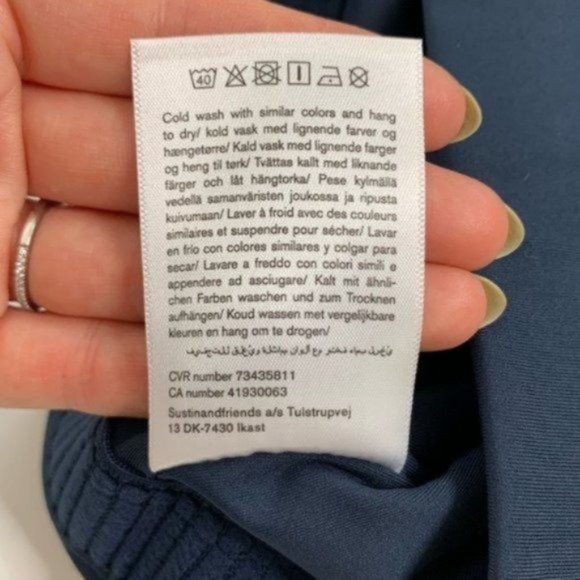 40
Cold wash with similar colors and hang
to dry/ kold vask med lignende farver og
hængetørre/ Kald vask med lignende farger
og heng til tørk/ Tvättas kallt med liknande
färger och låt hängtorka/ Pese kylmällä
vedellä samanväristen joukossa ja ripusta
kuivumaan/ Laver à froid avec des couleurs
similaires et suspendre pour sécher/ Lavar
en frío con colores similares y colgar para
secar/ Lavare a freddo con colori simili e
appendere ad asciugare/ Kalt mit ähnli-
chen Farben waschen und zum Trocknen
aufhängen/ Koud wassen met vergelijkbare
kleuren en hang om te drogen/
CVR number 73435811
CA number 41930063
Sustinandfriends a/s Tulstrupvej
13 DK-7430 Ikast